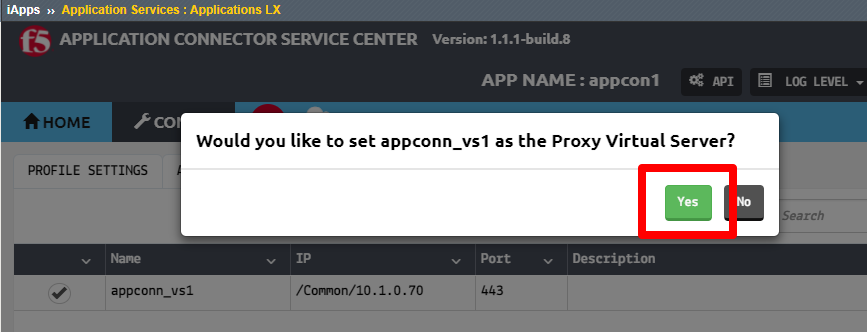 iApps ›› Application Services : Applications LX
f5 APPLICATION CONNECTOR SERVICE CENTER Version: 1.1.1-build.8
APP NAME : appcon1 API LOG LEVEL
HOME CO
Would you like to set appconn_vs1 as the Proxy Virtual Server?
PROFILE SETTINGS A
Yes No
Search
Name IP Port Description
appconn_vs1 /Common/10.1.0.70 443